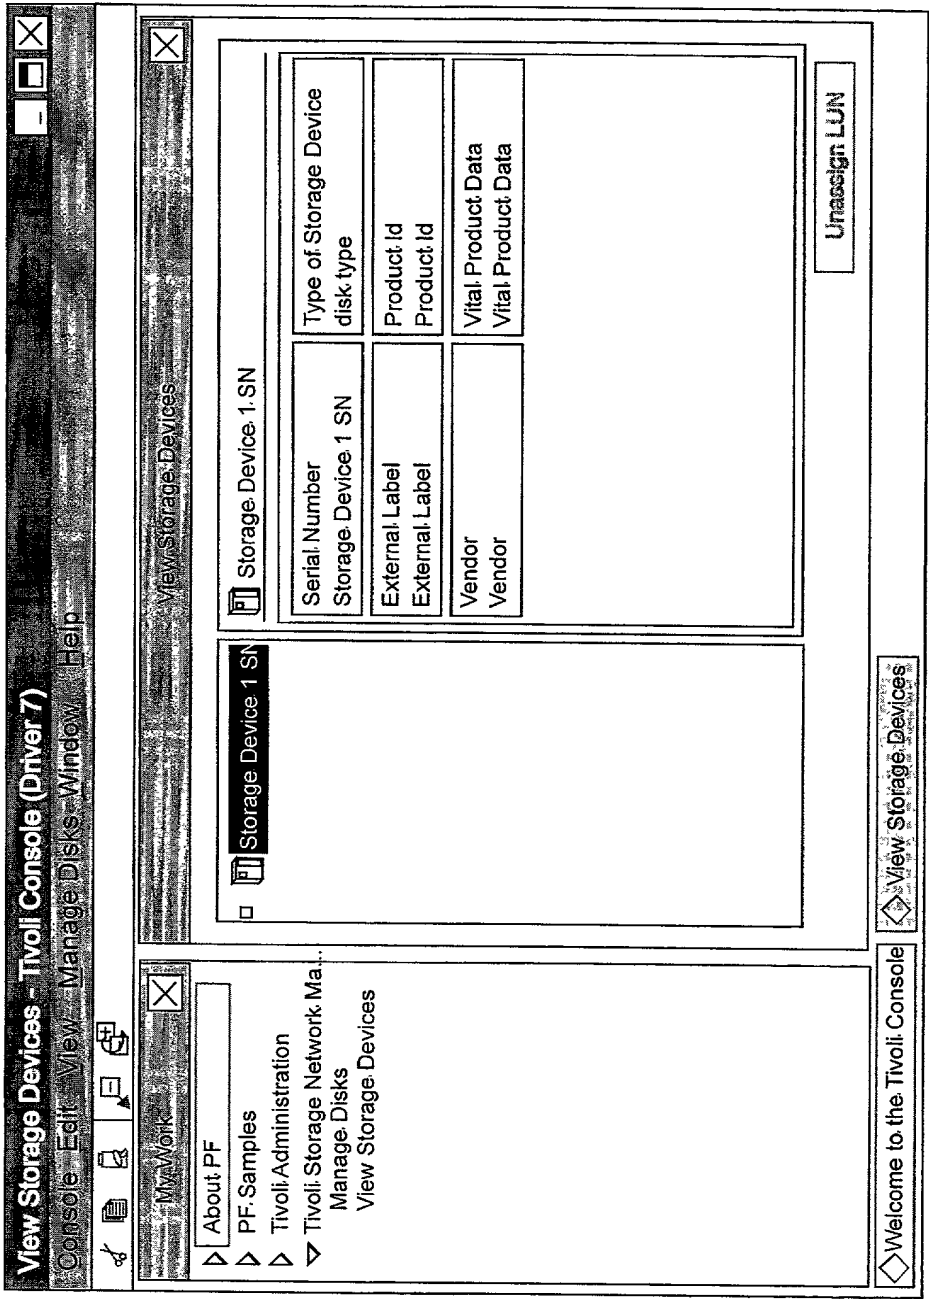 View Storage Devices - Tivoli Console (Driver 7)
Console Edit View Manage Disks Window Help
My Work
About PF
PF Samples
Tivoli Administration
Tivoli Storage Network Ma...
Manage Disks
View Storage Devices
View Storage Devices
Storage Device 1 SN
Storage Device 1 SN
Serial Number
Storage Device 1 SN
Type of Storage Device
disk type
External Label
External Label
Product Id
Product Id
Vendor
Vendor
Vital Product Data
Vital Product Data
Unassign LUN
Welcome to the Tivoli Console
View Storage Devices